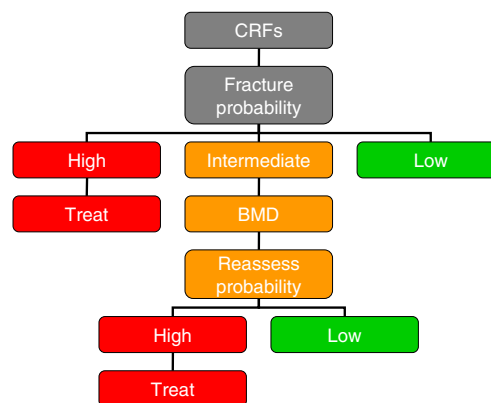 CRFs
Fracture
probability
High
Intermediate
Low
Treat
BMD
Reassess
probability
High
Low
Treat